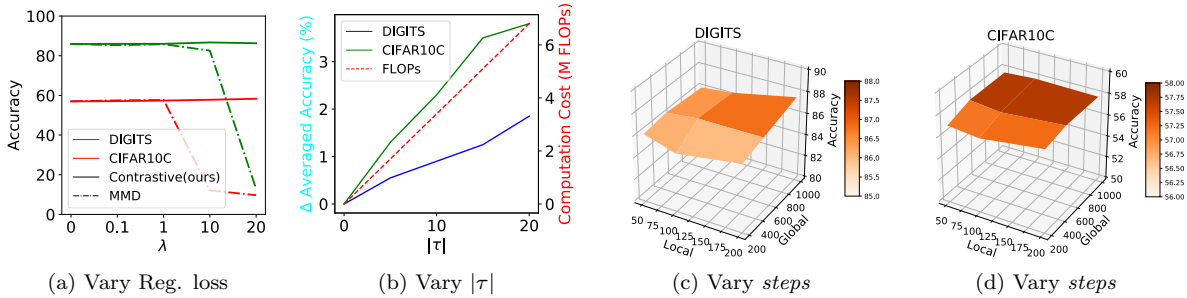 100
80
60
40
20
0
Accuracy
DIGITS
CIFAR10C
Contrastive(ours)
MMD
0 0.1 1 10 20
λ
(a) Vary Reg. loss
Δ Averaged Accuracy (%)
3
2
1
0
DIGITS
CIFAR10C
FLOPs
6
4
2
0
Computation Cost (M FLOPs)
0 10 20
|τ|
(b) Vary |τ|
DIGITS
90
88
86
84
82
80
Accuracy
50 75 100 125 150 175 200
Local
200 400 600 800 1000
Global
88.0
87.5
87.0
86.5
86.0
85.5
85.0
(c) Vary steps
CIFAR10C
60
58
56
54
52
50
Accuracy
50 75 100 125 150 175 200
Local
200 400 600 800 1000
Global
58.00
57.75
57.50
57.25
57.00
56.75
56.50
56.25
56.00
(d) Vary steps